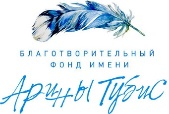 БЛАГОТВОРИТЕЛЬНЫЙ
ФОНД ИМЕНИ
Арины Тубис